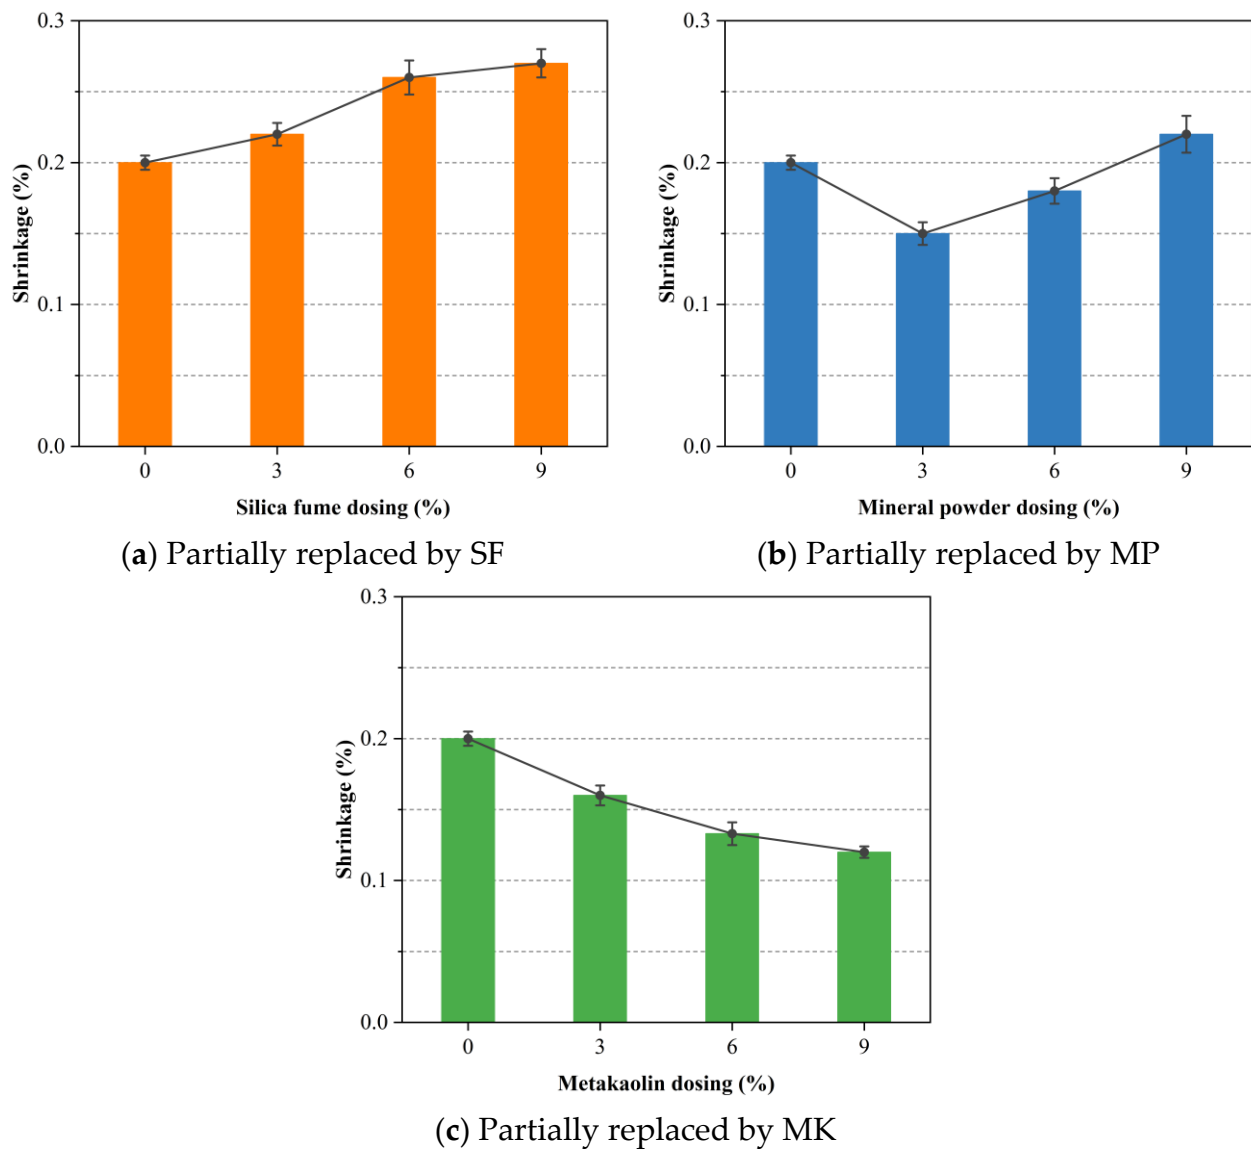 0.3
0.2
0.1
0.0
Shrinkage (%)
0 3 6 9
Silica fume dosing (%)
(a) Partially replaced by SF
0.3
0.2
0.1
0.0
Shrinkage (%)
0 3 6 9
Mineral powder dosing (%)
(b) Partially replaced by MP
0.3
0.2
0.1
0.0
Shrinkage (%)
0 3 6 9
Metakaolin dosing (%)
(c) Partially replaced by MK